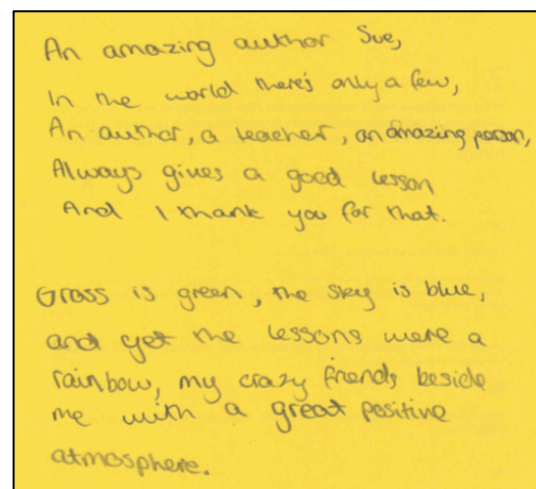 An amazing author Sue,
In the world there's only a few,
An author, a teacher, an amazing person,
Always gives a good lesson
And I thank you for that.
Grass is green, the sky is blue,
and yet the lessons were a
rainbow, my crazy friends beside
me with a great positive
atmosphere.